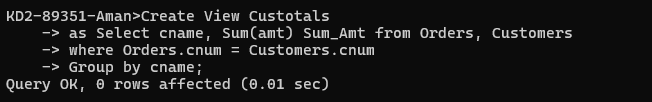 KD2-89351-Aman>Create View Custotals
-> as Select cname, Sum(amt) Sum_Amt from Orders, Customers
-> where Orders.cnum = Customers.cnum
-> Group by cname;
Query OK, 0 rows affected (0.01 sec)